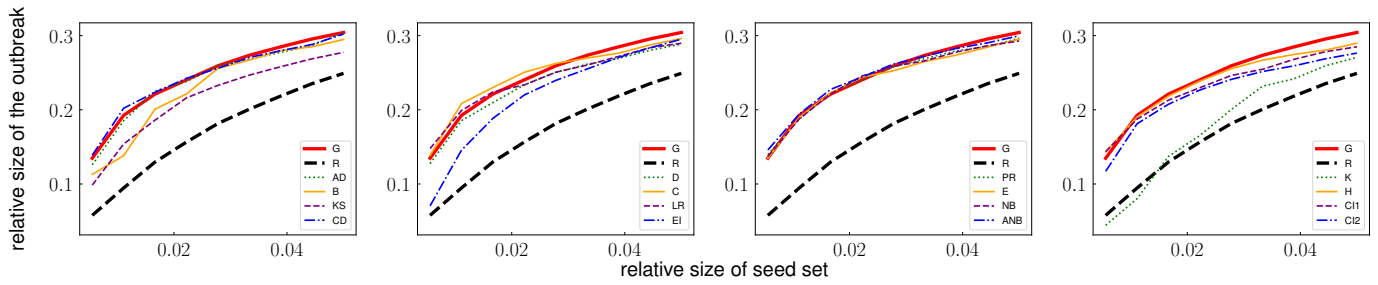 relative size of the outbreak
0.3
0.2
0.1
G
R
AD
B
KS
CD
0.02
0.04
0.3
0.2
0.1
G
R
D
C
LR
EI
0.02
0.04
0.3
0.2
0.1
G
R
PR
E
NB
ANB
0.02
0.04
0.3
0.2
0.1
G
R
K
H
CI1
CI2
0.02
0.04
relative size of seed set